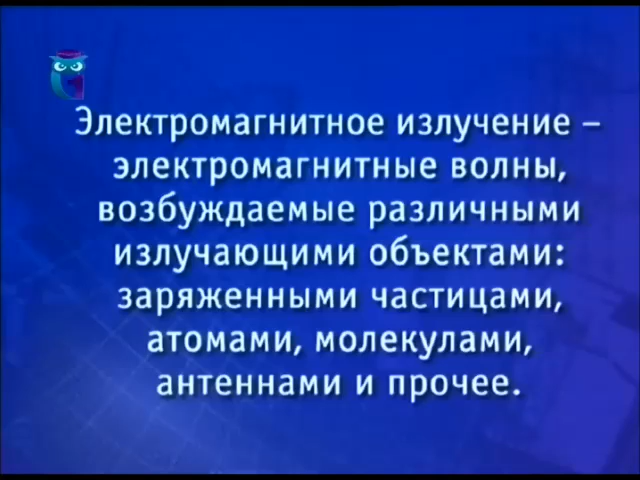 Электромагнитное излучение –
электромагнитные волны,
возбуждаемые различными
излучающими объектами:
заряженными частицами,
атомами, молекулами,
антеннами и прочее.